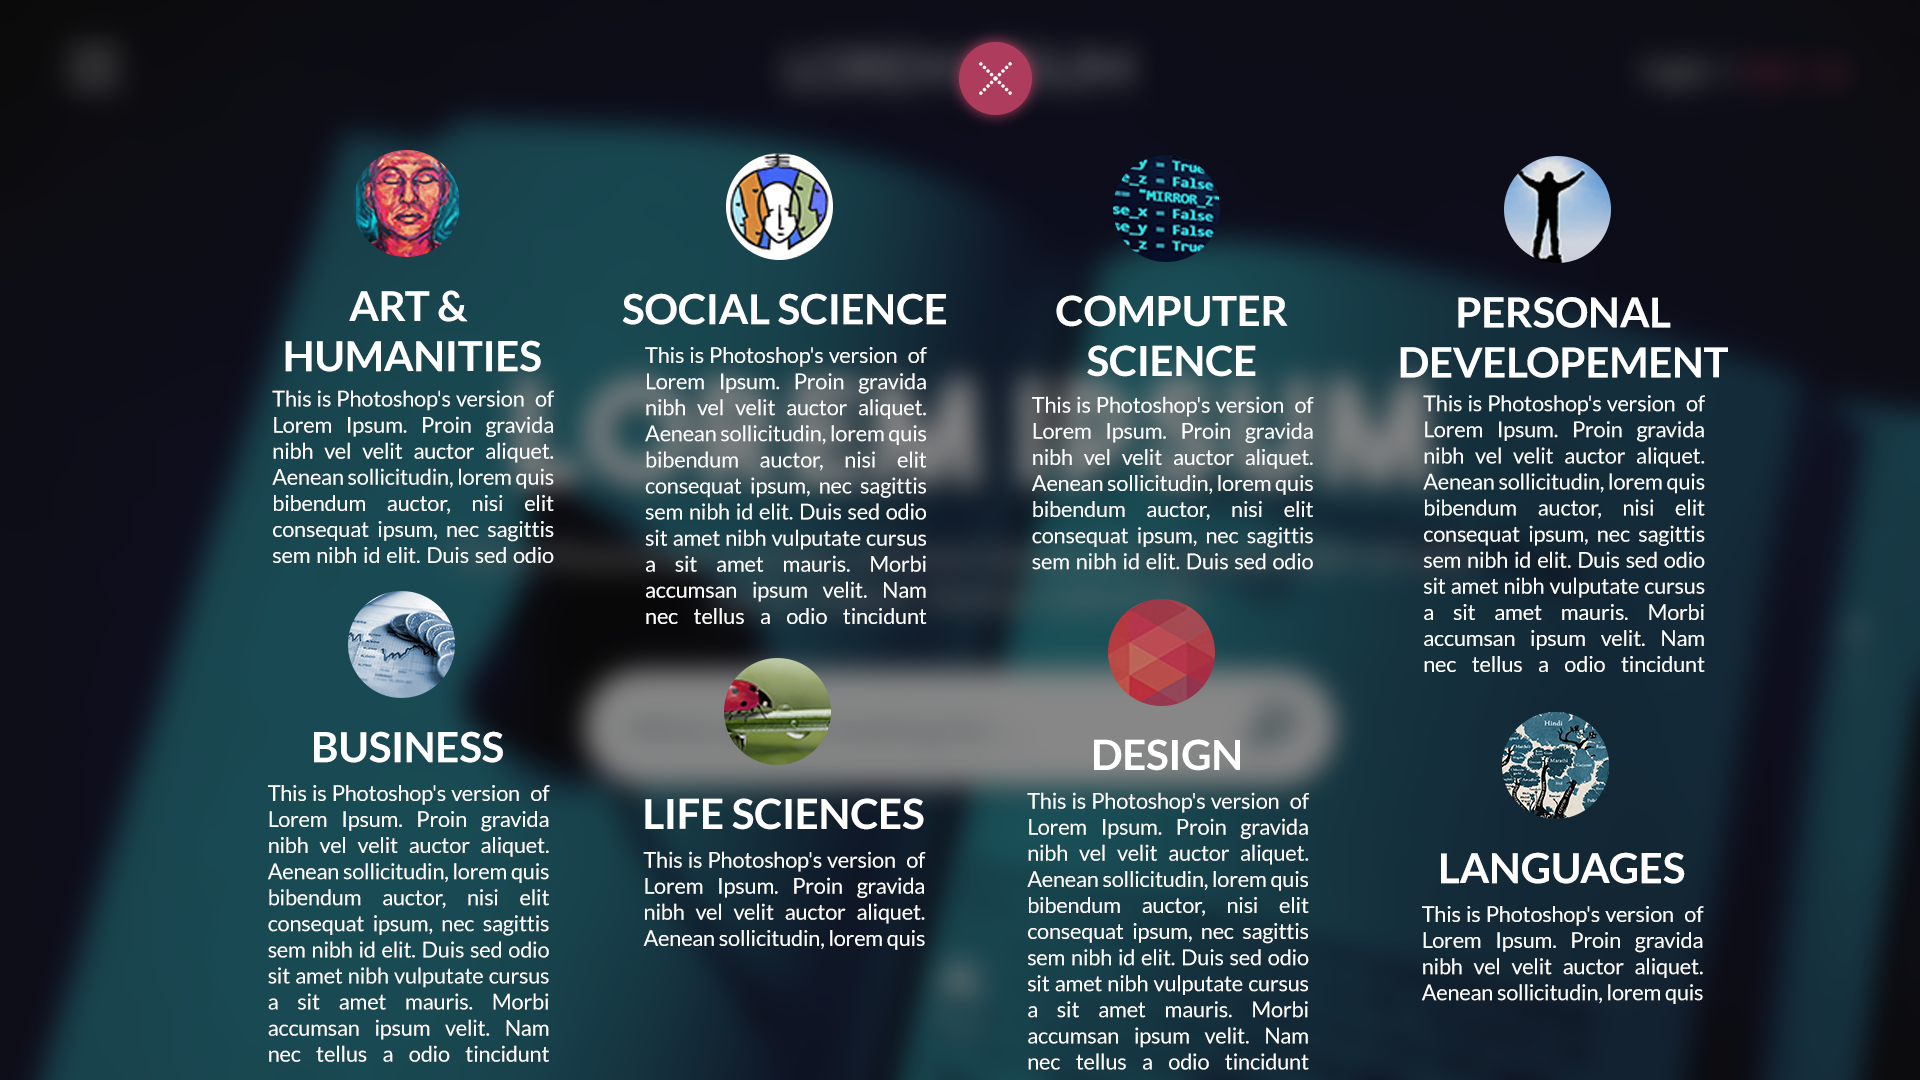 ART &
HUMANITIES
This is Photoshop's version of
Lorem Ipsum. Proin gravida
nibh vel velit auctor aliquet.
Aenean sollicitudin, lorem quis
bibendum auctor, nisi elit
consequat ipsum, nec sagittis
sem nibh id elit. Duis sed odio
BUSINESS
This is Photoshop's version of
Lorem Ipsum. Proin gravida
nibh vel velit auctor aliquet.
Aenean sollicitudin, lorem quis
bibendum auctor, nisi elit
consequat ipsum, nec sagittis
sem nibh id elit. Duis sed odio
sit amet nibh vulputate cursus
a sit amet mauris. Morbi
accumsan ipsum velit. Nam
nec tellus a odio tincidunt
SOCIAL SCIENCE
This is Photoshop's version of
Lorem Ipsum. Proin gravida
nibh vel velit auctor aliquet.
Aenean sollicitudin, lorem quis
bibendum auctor, nisi elit
consequat ipsum, nec sagittis
sem nibh id elit. Duis sed odio
sit amet nibh vulputate cursus
a sit amet mauris. Morbi
accumsan ipsum velit. Nam
nec tellus a odio tincidunt
LIFE SCIENCES
This is Photoshop's version of
Lorem Ipsum. Proin gravida
nibh vel velit auctor aliquet.
Aenean sollicitudin, lorem quis
_y = True
e_z = False
== "MIRROR_Z"
se_x = False
se_y = False
_z = True
COMPUTER
SCIENCE
This is Photoshop's version of
Lorem Ipsum. Proin gravida
nibh vel velit auctor aliquet.
Aenean sollicitudin, lorem quis
bibendum auctor, nisi elit
consequat ipsum, nec sagittis
sem nibh id elit. Duis sed odio
DESIGN
This is Photoshop's version of
Lorem Ipsum. Proin gravida
nibh vel velit auctor aliquet.
Aenean sollicitudin, lorem quis
bibendum auctor, nisi elit
consequat ipsum, nec sagittis
sem nibh id elit. Duis sed odio
sit amet nibh vulputate cursus
a sit amet mauris. Morbi
accumsan ipsum velit. Nam
nec tellus a odio tincidunt
PERSONAL
DEVELOPEMENT
This is Photoshop's version of
Lorem Ipsum. Proin gravida
nibh vel velit auctor aliquet.
Aenean sollicitudin, lorem quis
bibendum auctor, nisi elit
consequat ipsum, nec sagittis
sem nibh id elit. Duis sed odio
sit amet nibh vulputate cursus
a sit amet mauris. Morbi
accumsan ipsum velit. Nam
nec tellus a odio tincidunt
Hindi
Marathi
LANGUAGES
This is Photoshop's version of
Lorem Ipsum. Proin gravida
nibh vel velit auctor aliquet.
Aenean sollicitudin, lorem quis